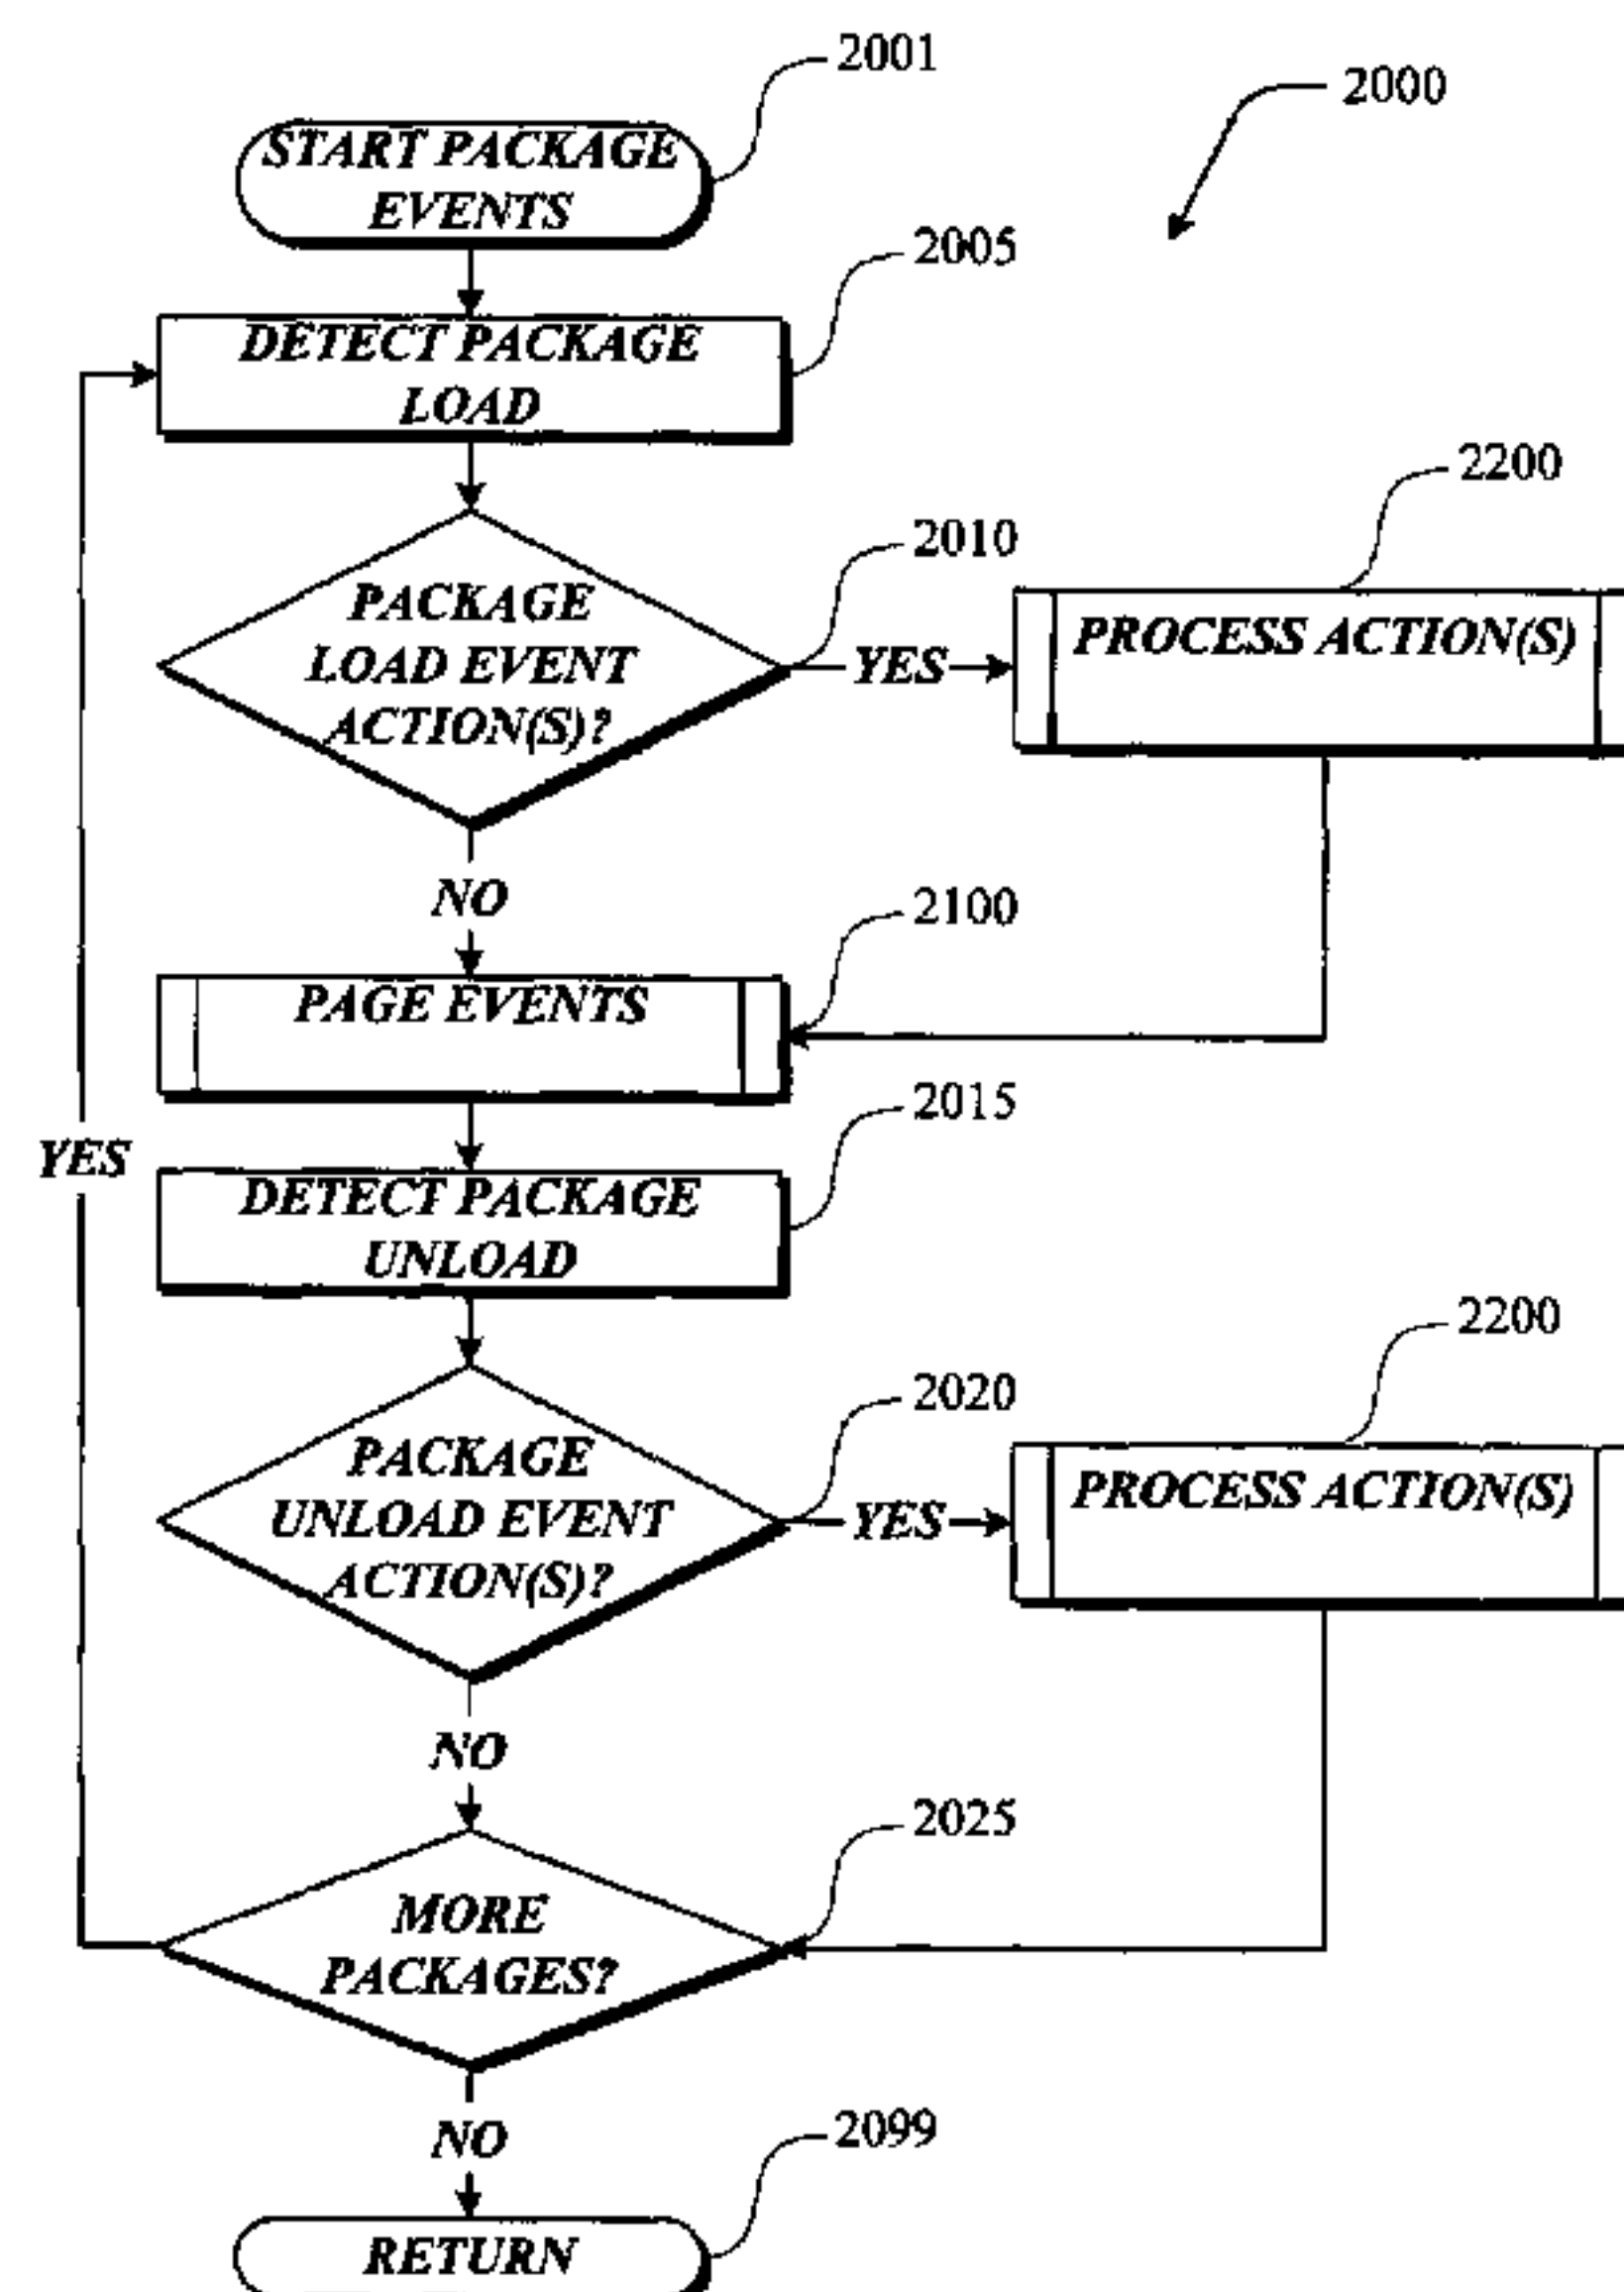 2001
2000
START PACKAGE
EVENTS
2005
DETECT PACKAGE
LOAD
2200
2010
PACKAGE
LOAD EVENT
ACTION(S)?
YES
PROCESS ACTION(S)
NO
2100
PAGE EVENTS
2015
YES
DETECT PACKAGE
UNLOAD
2200
2020
PACKAGE
UNLOAD EVENT
ACTION(S)?
YES
PROCESS ACTION(S)
NO
2025
MORE
PACKAGES?
NO
2099
RETURN